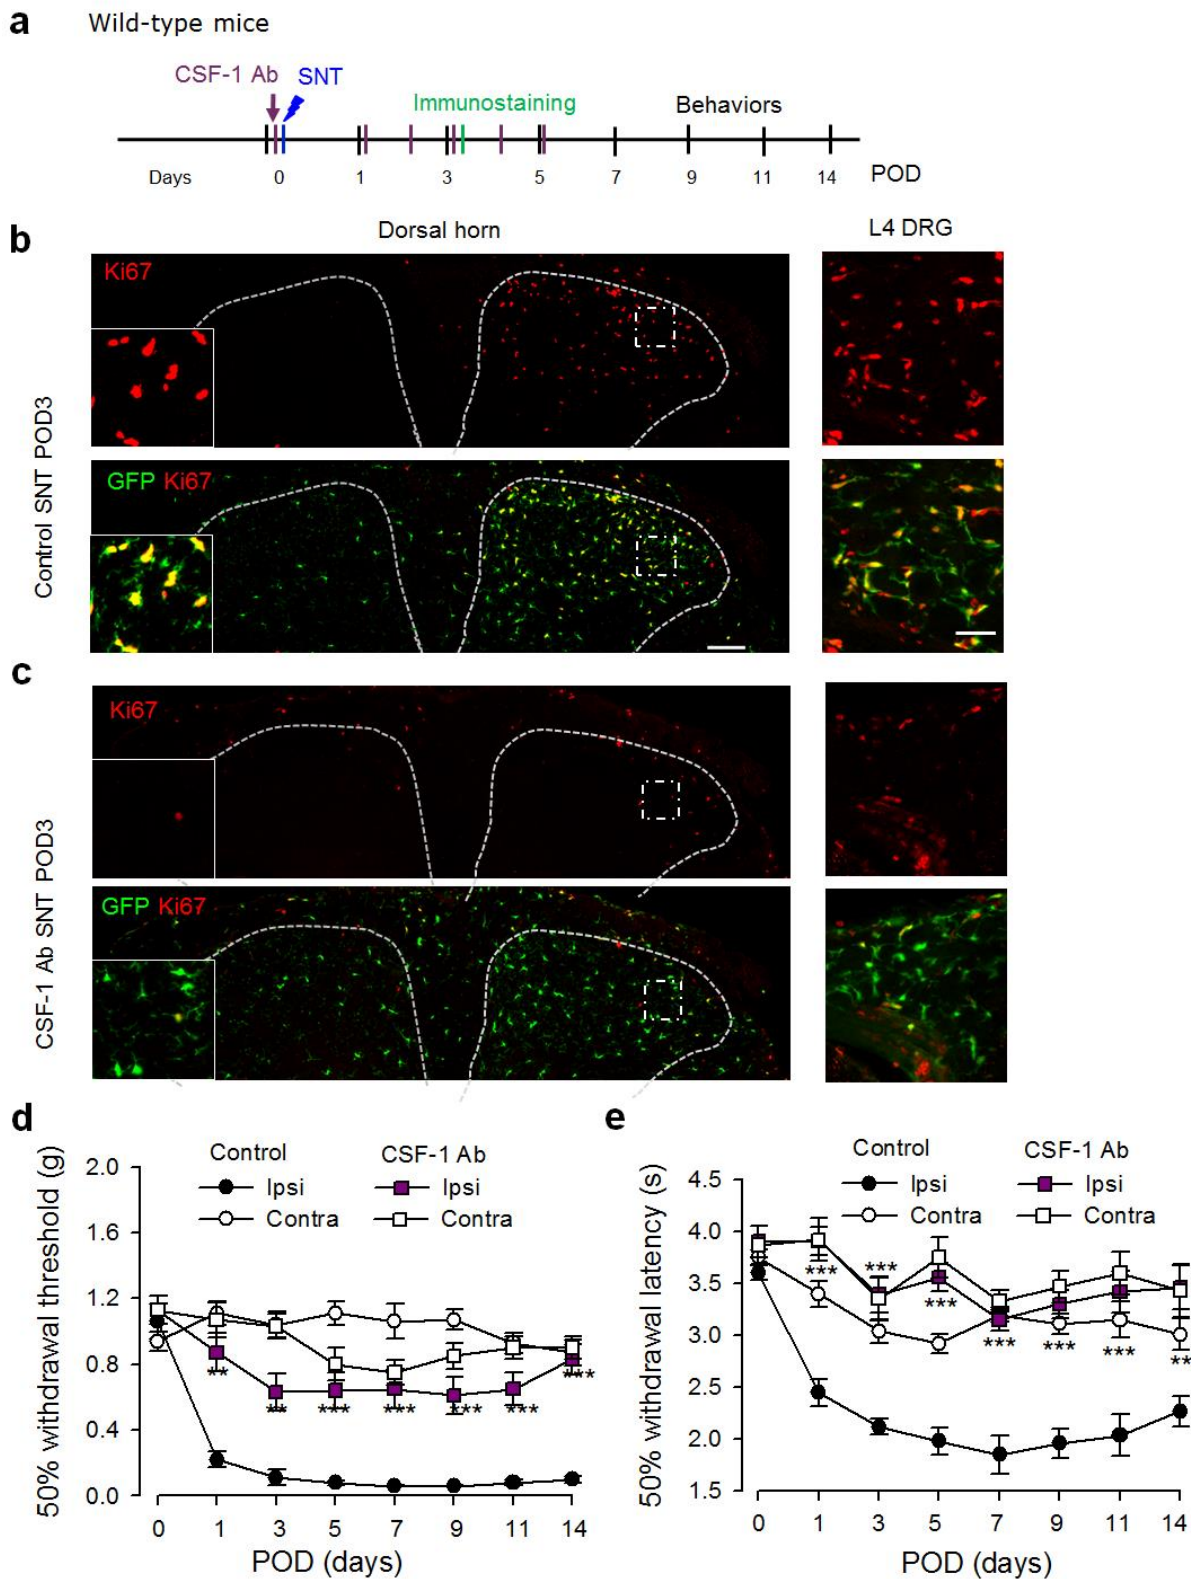 a Wild-type mice
CSF-1 Ab SNT
Immunostaining Behaviors
Days 0 1 3 5 7 9 11 14 POD
b Dorsal horn L4 DRG
Control SNT POD3
Ki67
GFP Ki67
c
CSF-1 Ab SNT POD3
Ki67
GFP Ki67
d
50% withdrawal threshold (g)
Control CSF-1 Ab
Ipsi Ipsi
Contra Contra
2.0
1.6
1.2
0.8
0.4
0.0
** ** *** *** *** *** ***
0 1 3 5 7 9 11 14
POD (days)
e
50% withdrawal latency (s)
Control CSF-1 Ab
Ipsi Ipsi
Contra Contra
4.5
4.0
3.5
3.0
2.5
2.0
1.5
*** *** *** *** *** *** **
0 1 3 5 7 9 11 14
POD (days)